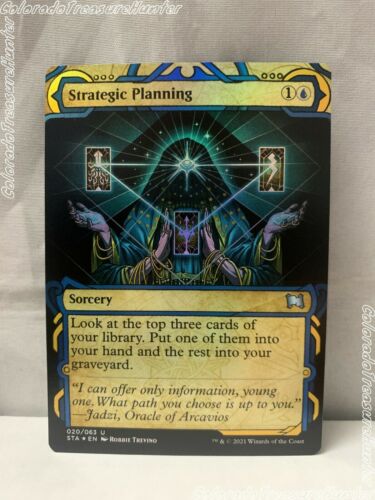 ColoradoTreasureHunter
Strategic Planning 1
Sorcery
Look at the top three cards of
your library. Put one of them into
your hand and the rest into your
graveyard.
“I can offer only information, young
one. What path you choose is up to you.”
—Jadzi, Oracle of Arcavios
020/063 U
STA ★ EN Robbie Trevino
™ & © 2021 Wizards of the Coast